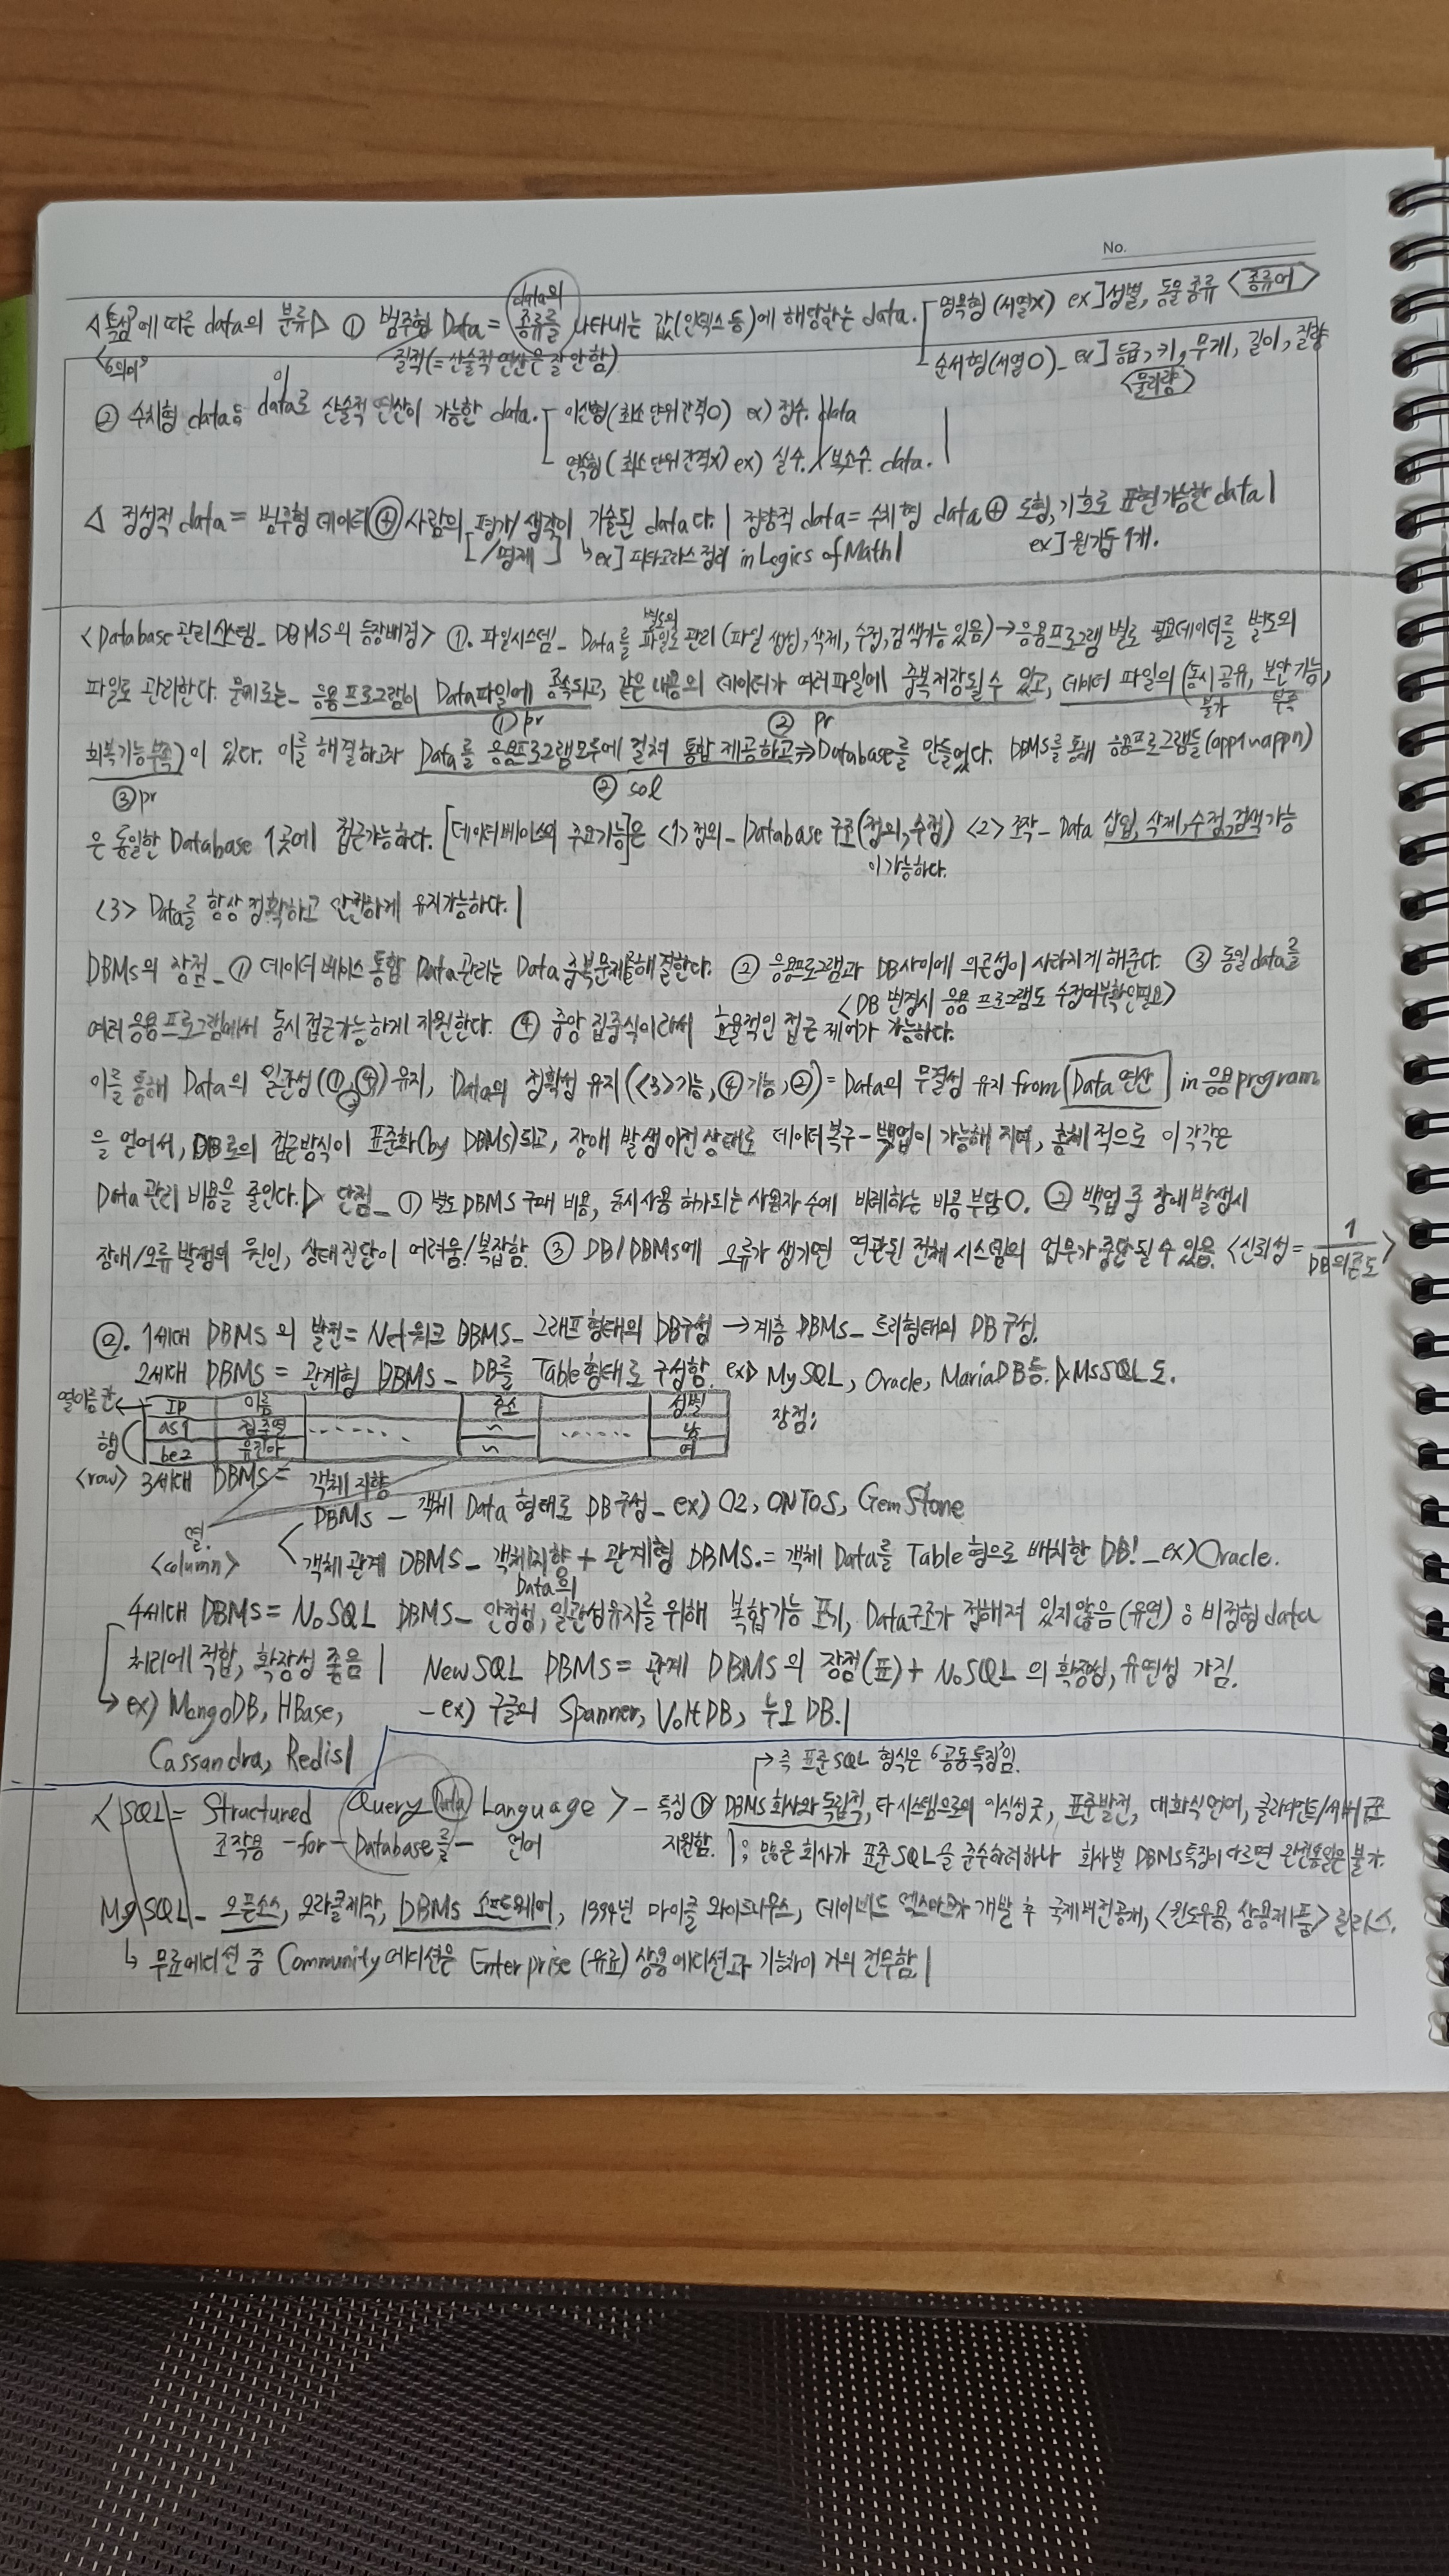 No.
<특성에 따른 data의 분류> ① 범주형 Data = data의 종류를 나타내는 값(인덱스 등)에 해당하는 data. 명목형 (서열X) ex] 성별, 동물 종류 <종류어>
질적(=산술적 연산은 잘 안함) 순서형(서열O) - ex] 등급, 키, 무게, 길이, 질량 <물리량>
② 수치형 data는 data로 산술적 연산이 가능한 data. 이산형(최소 단위 간격O) ex) 점수. data
연속형(최소 단위 간격X) ex) 실수. 복소수. data.
정성적 data = 범주형 데이터 ⊕ 사람의 평가/생각이 기술된 data다. | 정량적 data = 수치형 data ⊕ 도형, 기호로 표현 가능한 data |
[/명제] ex] 피타고라스 정리 in Logics of Math | ex] 원기둥 1개.
<Database 관리시스템_ DBMS의 등장배경> ①. 파일시스템_ Data를 별도의 파일로 관리 (파일 생성, 삭제, 수정, 검색기능 있음) → 응용프로그램 별로 필요데이터를 별도의
파일로 관리한다. 문제로는_ 응용프로그램이 Data파일에 종속되고, 같은 내용의 데이터가 여러파일에 중복저장될 수 있고, 데이터 파일의 (동시공유, 보안기능,
① pr ② pr 불가 부족
회복기능 부족)이 있다. 이를 해결하고자 Data를 응용프로그램모두에 걸쳐 통합 제공하고 ⇒ Database를 만들었다. DBMS를 통해 응용프로그램들(app1~appn)
③ pr ② sol
은 동일한 Database 1곳에 접근가능하다. [데이터베이스의 주요기능]은 <1> 정의_ Database 구조(정의, 수정) <2> 조작_ Data 삽입, 삭제, 수정, 검색 가능
이 가능하다.
<3> Data를 항상 정확하고 안전하게 유지가능하다. |
DBMS의 장점_ ① 데이터 베이스 통합 Data관리는 Data 중복문제를 해결한다. ② 응용프로그램과 DB사이에 의존성이 사라지게 해준다. ③ 동일 data를
<DB 변경시 응용 프로그램도 수정여부확인필요>
여러 응용프로그램에서 동시 접근가능하게 지원한다. ④ 중앙 집중식이라서 효율적인 접근 제어가 가능하다.
이를 통해 Data의 일관성(①,④) 유지, Data의 정확성 유지(<3>기능, ④기능, ②) = Data의 무결성 유지 from [Data 연산] in 응용program
을 얻어서, DB로의 접근방식이 표준화(by DBMS)되고, 장애 발생이전 상태로 데이터 복구-백업이 가능해 지며, 총체적으로 이 각각은
Data 관리 비용을 줄인다. ▷ 단점_ ① 별도 DBMS 구매 비용, 동시사용 허가되는 사용자 수에 비례하는 비용 부담O. ② 백업 중 장애 발생시
장애/오류 발생의 원인, 상태진단이 어려움/복잡함. ③ DB/DBMS에 오류가 생기면 연관된 전체 시스템의 업무가 중단될 수 있음. <신뢰성 = 1/DB의존도>
②. 1세대 DBMS의 발전 = 네트워크 DBMS_ 그래프 형태의 DB구성 → 계층 DBMS_ 트리형태의 DB 구성.
2세대 DBMS = 관계형 DBMS_ DB를 Table형태로 구성함. ex▷ MySQL, Oracle, MariaDB등. ▷ MsSQL도.
열이름 칸 ID 이름 주소 성별 장점;
행 as1 남
be2 여
<row> 3세대 DBMS = 객체지향
DBMS - 객체 Data 형태로 DB 구성_ ex) O2, ONTOS, GemStone
열.
<column> 객체 관계 DBMS_ 객체지향 + 관계형 DBMS. = 객체 Data를 Table형으로 배치한 DB! _ ex) Oracle.
Data의
4세대 DBMS = NoSQL DBMS_ 안정성, 일관성유지를 위해 복합기능 포기, Data구조가 정해져 있지않음(유연) : 비정형 data
처리에 적합, 확장성 좋음 | NewSQL DBMS = 관계 DBMS의 장점(표) + NoSQL의 확장성, 유연성 가짐.
→ ex) MongoDB, HBase, - ex) 구글의 Spanner, VoltDB, 누오 DB. |
Cassandra, Redis |
→ 즉 표준SQL 형식은 '공동특징'임.
<SQL = Structured Query Data Language> - 특징 ① DBMS 회사와 독립적, 타 시스템으로의 이식성 굿, 표준발전, 대화식 언어, 클라이언트/서버 구조
조작용 -for- Database를- 언어 지원함. | ; 많은 회사가 표준SQL을 준수하려하나 회사별 DBMS특징이 다르면 완전통일은 불가.
MySQL_ 오픈소스, 오라클제작, DBMS 소프트웨어, 1994년 마이클 와이드니우스, 데이비드 개발 후 국제버전공개, <윈도우용, 상용제품> 릴리스.
↳ 무료에디션 중 Community에디션은 Enterprise (유료) 상용에디션과 기능차이 거의 전무함. |